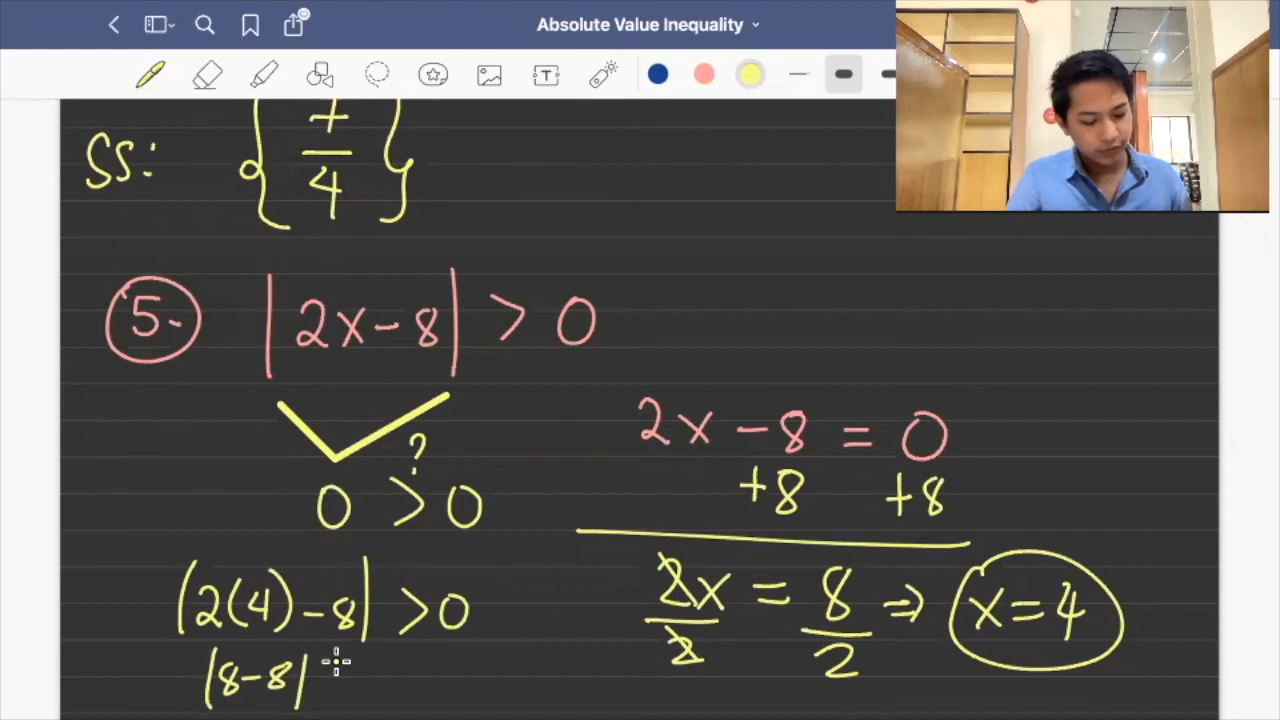 Absolute Value Inequality
T
SS: { 7/4 }
5. |2x-8| > 0
2x - 8 = 0
?
+8 +8
0 > 0
2x/2 = 8/2 ⇒ x=4
|2(4) - 8| > 0
|8-8|